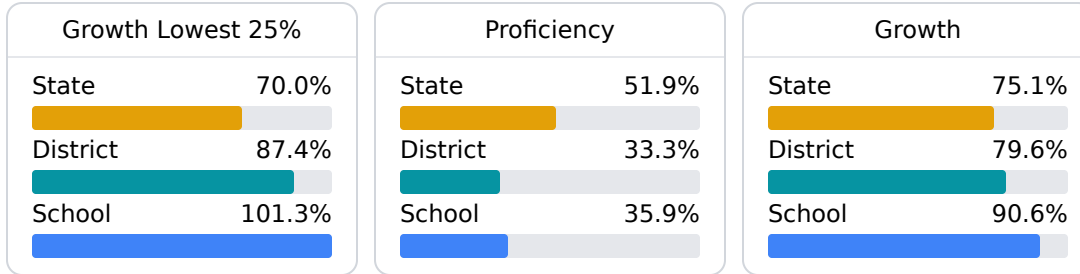 Growth Lowest 25%
State 70.0%
District 87.4%
School 101.3%
Proficiency
State 51.9%
District 33.3%
School 35.9%
Growth
State 75.1%
District 79.6%
School 90.6%